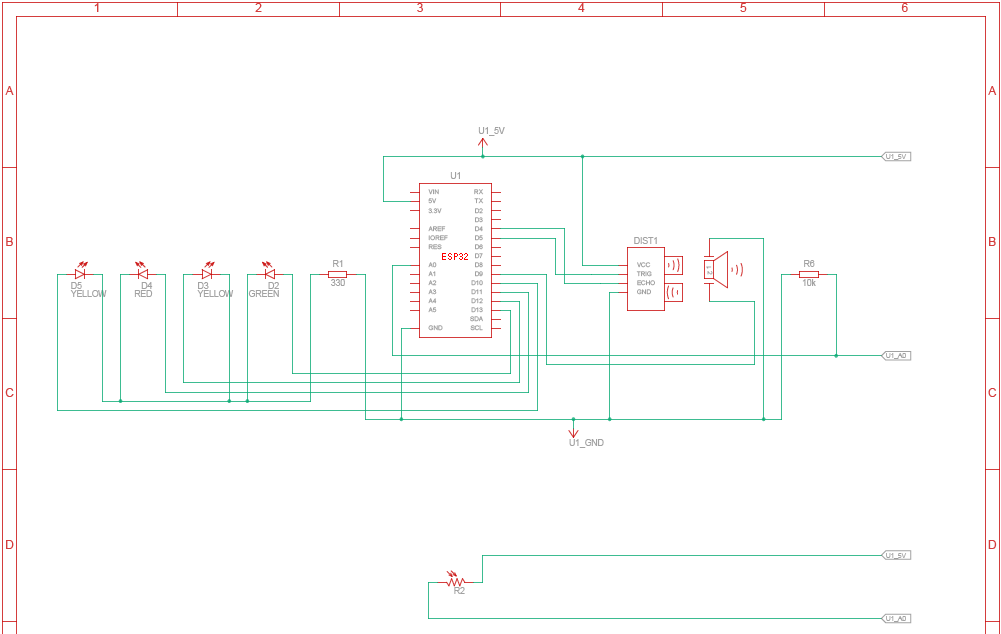 1 2 3 4 5 6
A A
U1_5V
U1_5V
U1
VIN RX
5V TX
3.3V D2
D3
AREF D4
IOREF D5
RES D6
ESP32 D7
A0 D8
A1 D9
A2 D10
A3 D11
A4 D12
A5 D13
SDA
GND SCL
B B
DIST1
VCC
TRIG
ECHO
GND
1 2
D5
YELLOW
D4
RED
D3
YELLOW
D2
GREEN
R1
330
R6
10k
U1_A0
C C
U1_GND
D D
U1_5V
R2
U1_A0